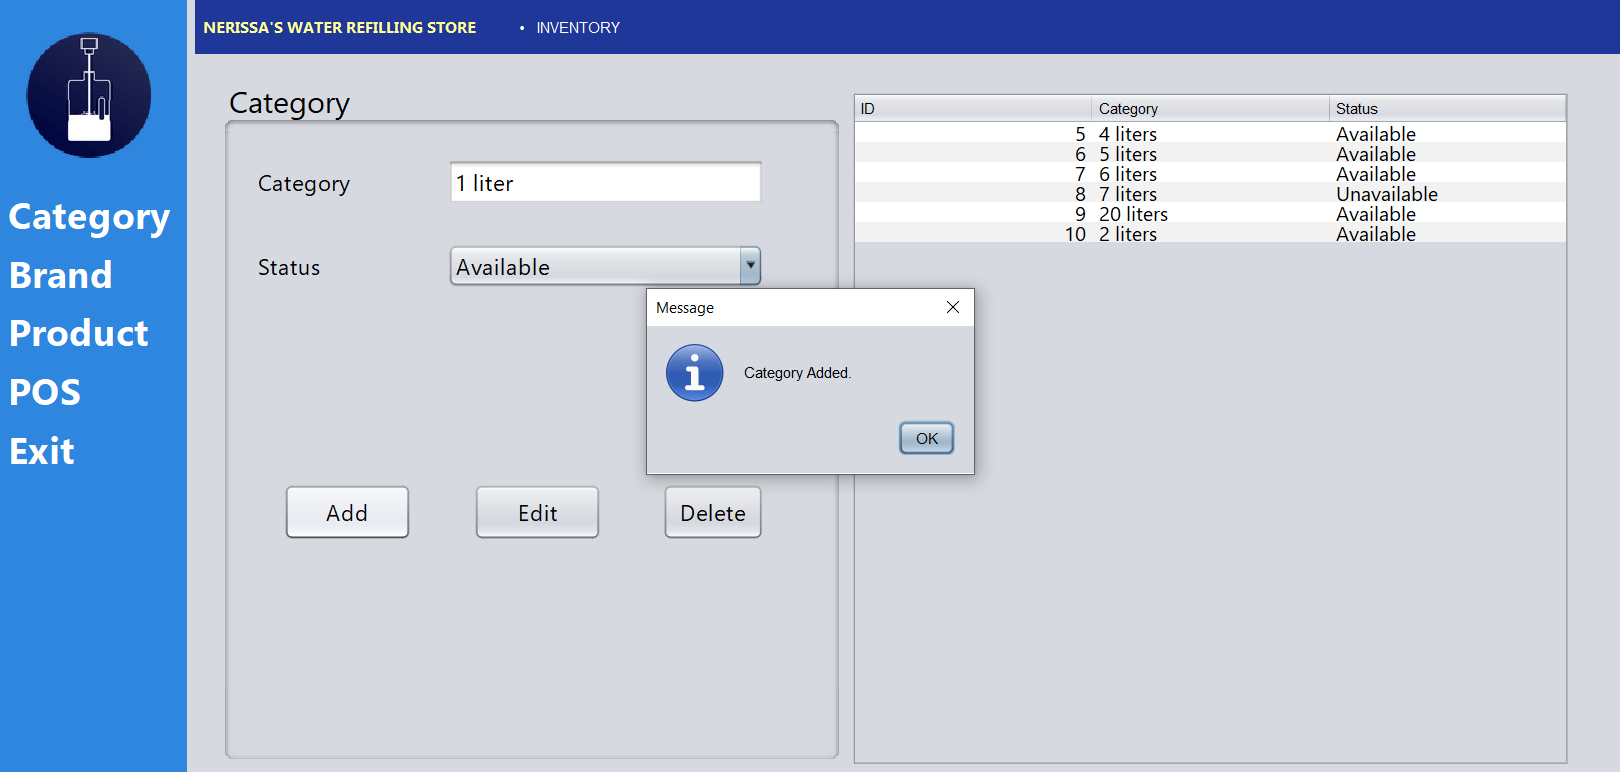 NERISSA'S WATER REFILLING STORE • INVENTORY
Category
Brand
Product
POS
Exit
Category
Category 1 liter
Status Available
Add Edit Delete
ID Category Status
5 4 liters Available
6 5 liters Available
7 6 liters Available
8 7 liters Unavailable
9 20 liters Available
10 2 liters Available
Message
Category Added.
OK